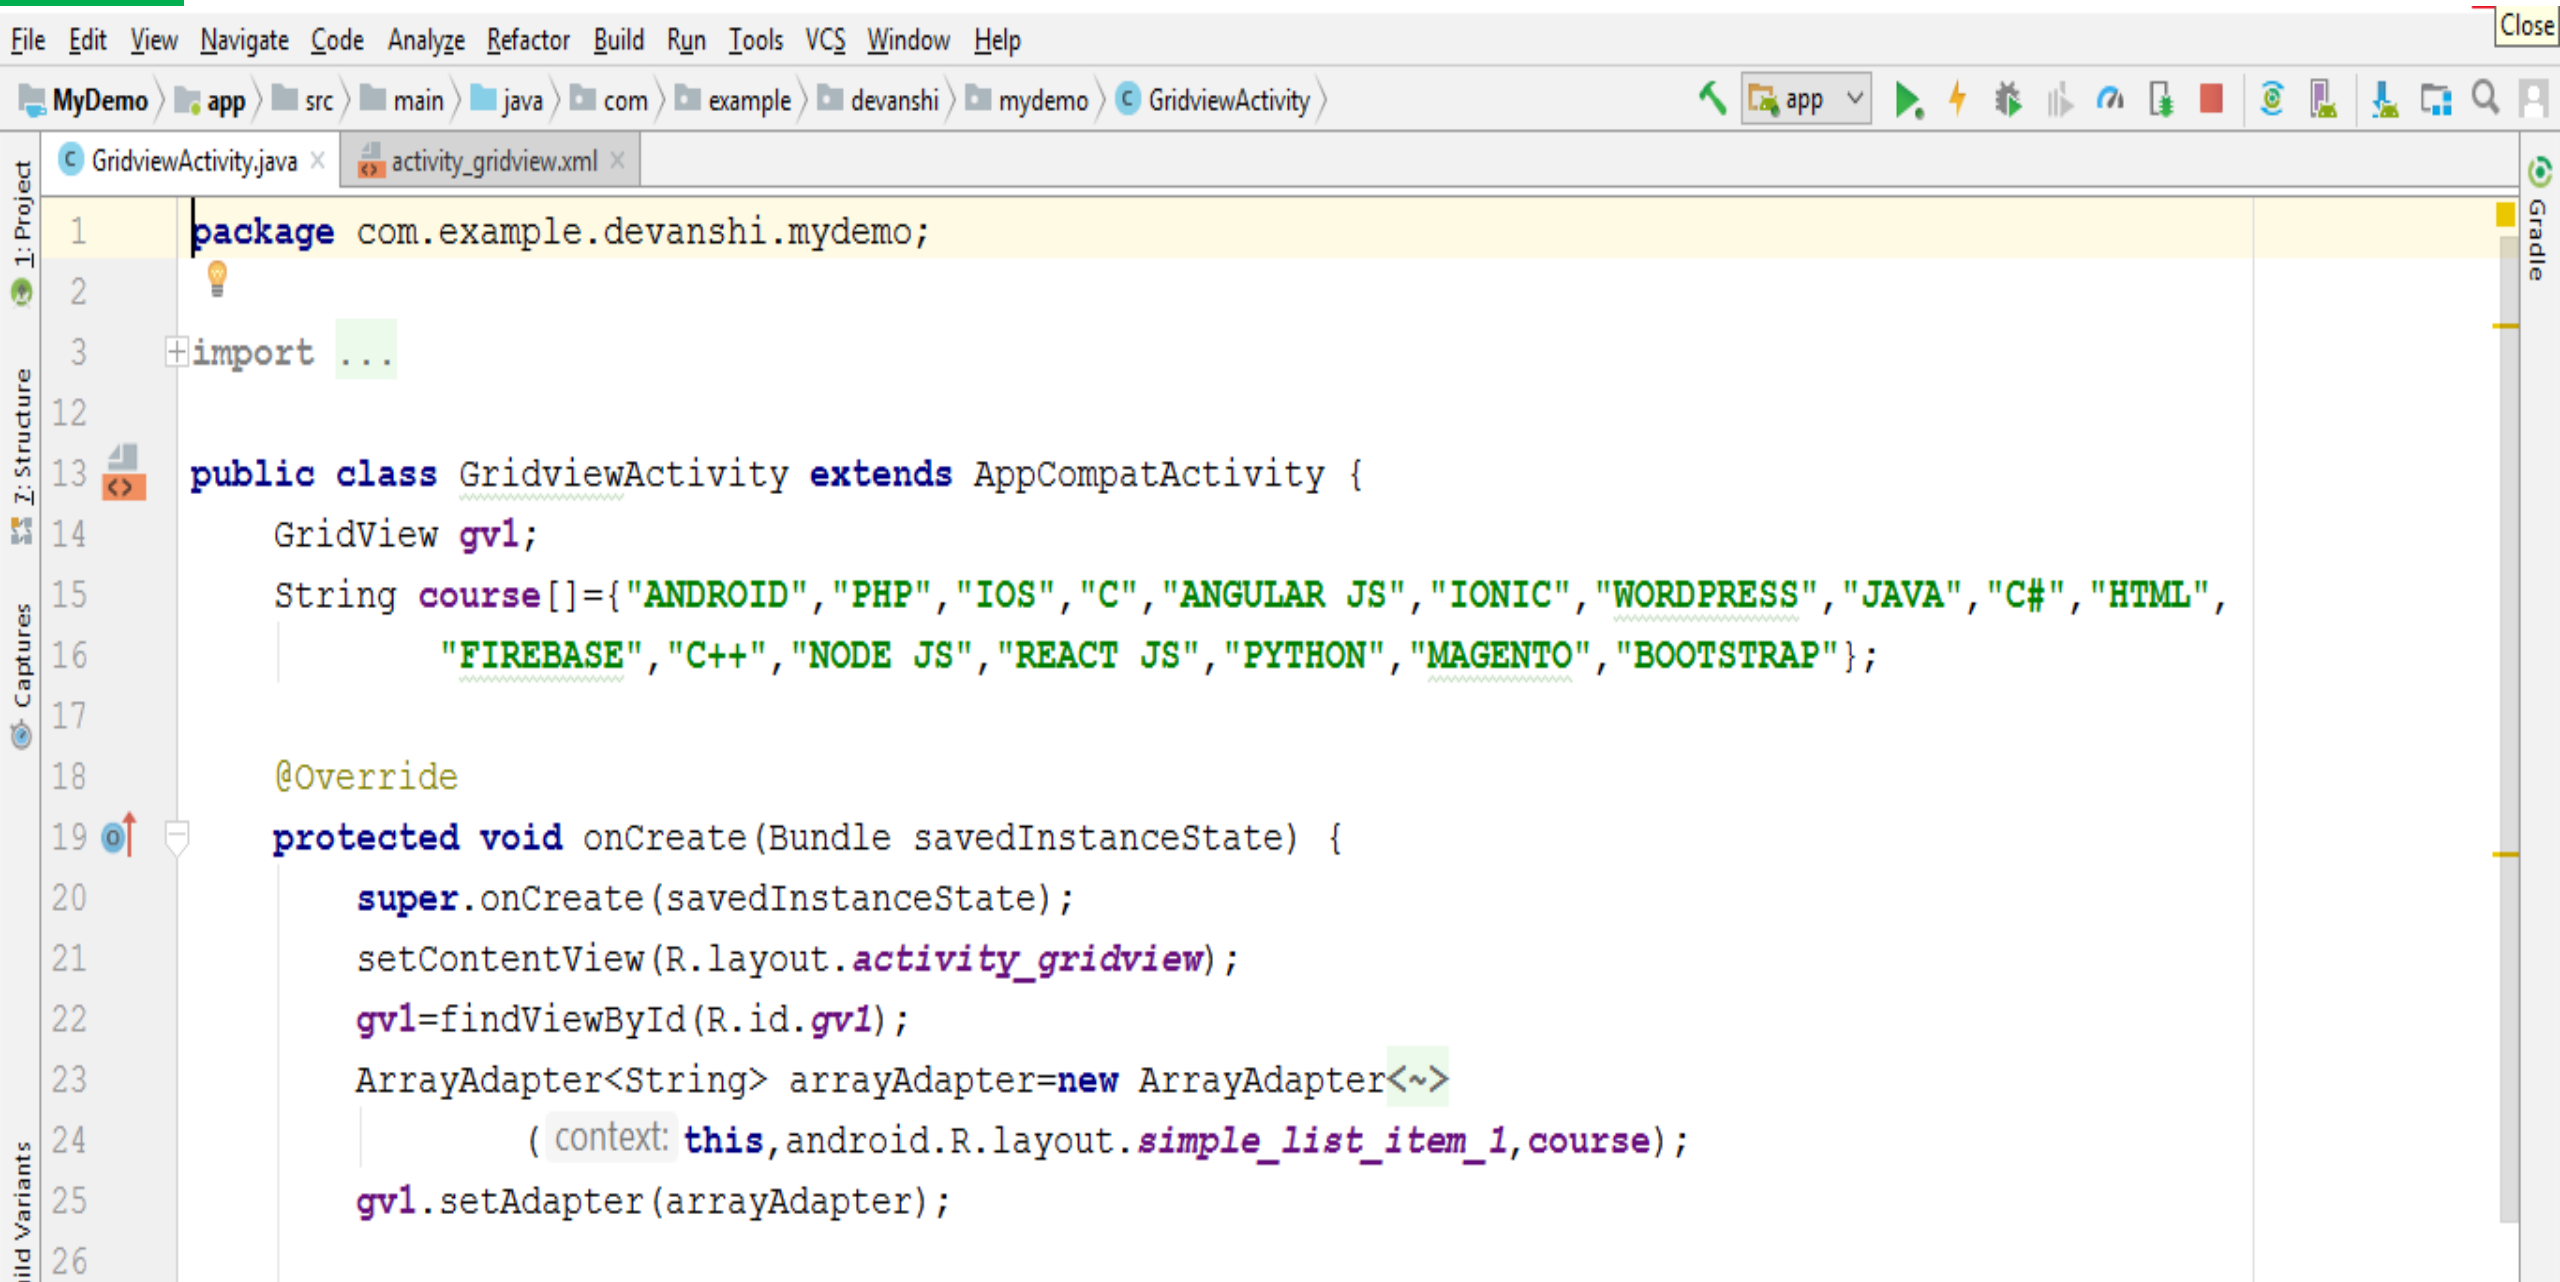 Close
File Edit View Navigate Code Analyze Refactor Build Run Tools VCS Window Help
MyDemo app src main java com example devanshi mydemo GridviewActivity app
GridviewActivity.java activity_gridview.xml
1: Project
7: Structure
Captures
ild Variants
Gradle
1 package com.example.devanshi.mydemo;
2
3 import ...
12
13 public class GridviewActivity extends AppCompatActivity {
14 GridView gv1;
15 String course[]={"ANDROID","PHP","IOS","C","ANGULAR JS","IONIC","WORDPRESS","JAVA","C#","HTML",
16 "FIREBASE","C++","NODE JS","REACT JS","PYTHON","MAGENTO","BOOTSTRAP"};
17
18 @Override
19 protected void onCreate(Bundle savedInstanceState) {
20 super.onCreate(savedInstanceState);
21 setContentView(R.layout.activity_gridview);
22 gv1=findViewById(R.id.gv1);
23 ArrayAdapter<String> arrayAdapter=new ArrayAdapter<~>
24 ( context: this,android.R.layout.simple_list_item_1,course);
25 gv1.setAdapter(arrayAdapter);
26